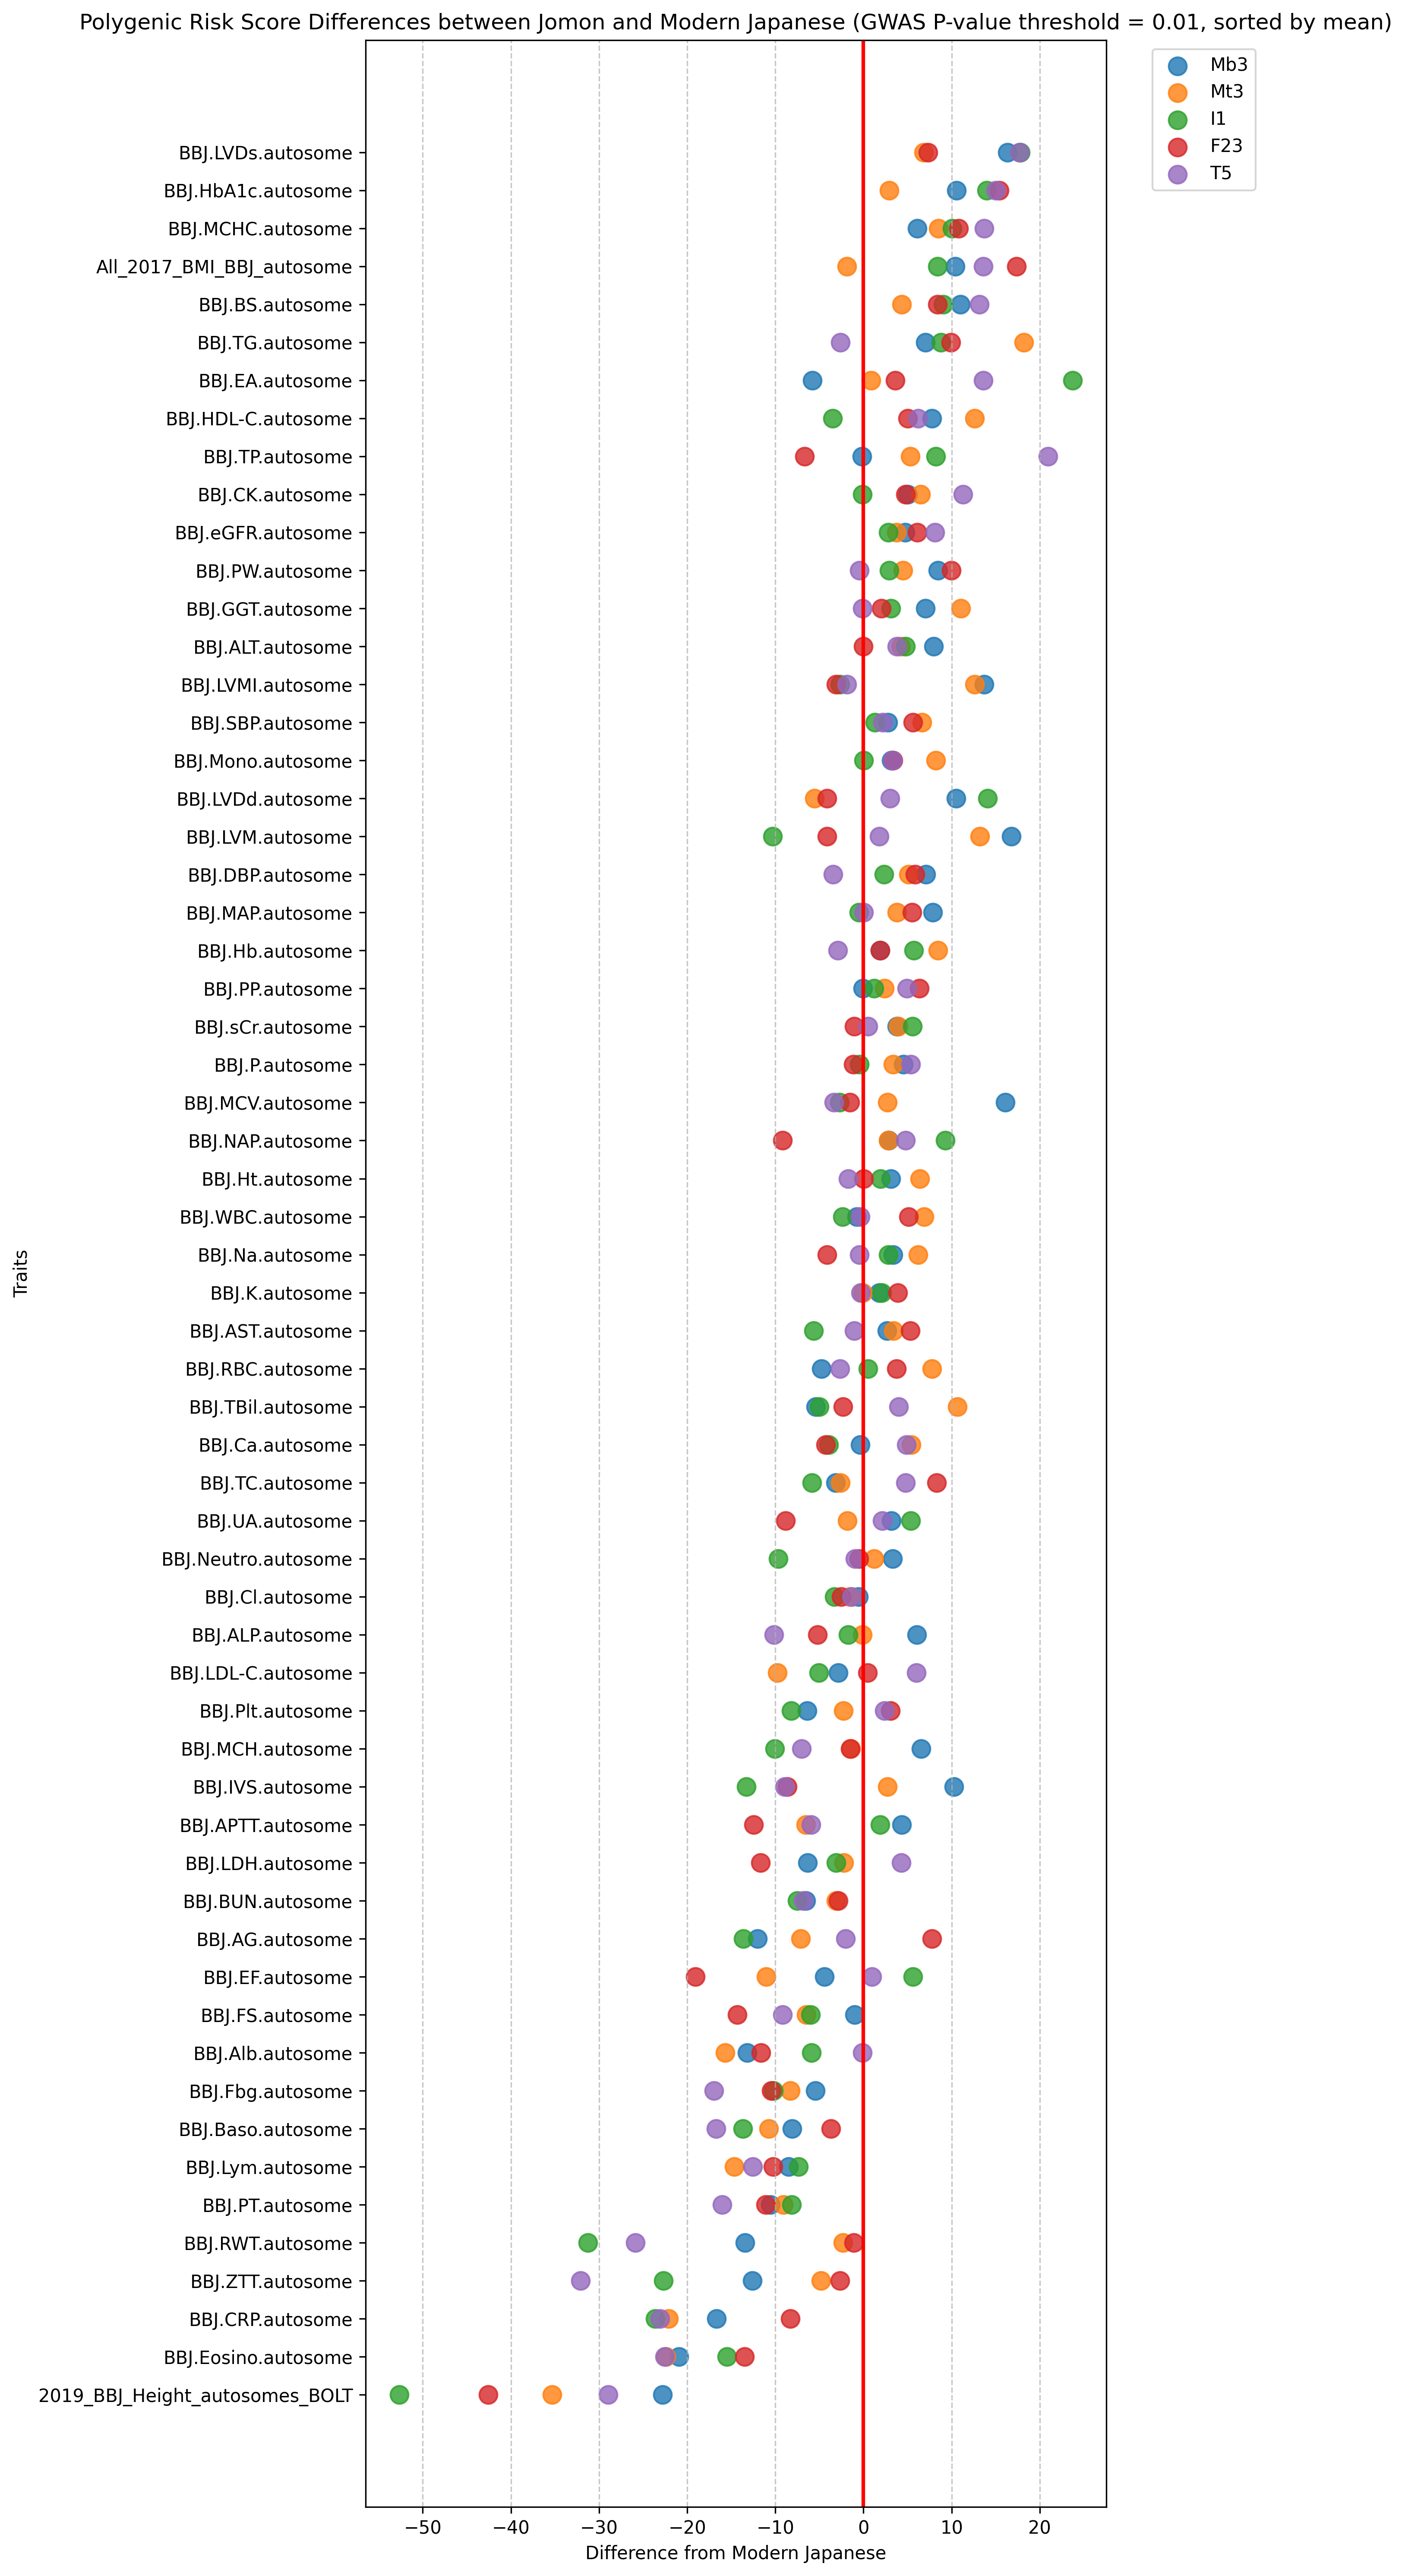 Polygenic Risk Score Differences between Jomon and Modern Japanese (GWAS P-value threshold = 0.01, sorted by mean)
Mb3
Mt3
I1
F23
T5
BBJ.LVDs.autosome
BBJ.HbA1c.autosome
BBJ.MCHC.autosome
All_2017_BMI_BBJ_autosome
BBJ.BS.autosome
BBJ.TG.autosome
BBJ.EA.autosome
BBJ.HDL-C.autosome
BBJ.TP.autosome
BBJ.CK.autosome
BBJ.eGFR.autosome
BBJ.PW.autosome
BBJ.GGT.autosome
BBJ.ALT.autosome
BBJ.LVMI.autosome
BBJ.SBP.autosome
BBJ.Mono.autosome
BBJ.LVDd.autosome
BBJ.LVM.autosome
BBJ.DBP.autosome
BBJ.MAP.autosome
BBJ.Hb.autosome
BBJ.PP.autosome
BBJ.sCr.autosome
BBJ.P.autosome
BBJ.MCV.autosome
BBJ.NAP.autosome
BBJ.Ht.autosome
BBJ.WBC.autosome
BBJ.Na.autosome
BBJ.K.autosome
BBJ.AST.autosome
BBJ.RBC.autosome
BBJ.TBil.autosome
BBJ.Ca.autosome
BBJ.TC.autosome
BBJ.UA.autosome
BBJ.Neutro.autosome
BBJ.Cl.autosome
BBJ.ALP.autosome
BBJ.LDL-C.autosome
BBJ.Plt.autosome
BBJ.MCH.autosome
BBJ.IVS.autosome
BBJ.APTT.autosome
BBJ.LDH.autosome
BBJ.BUN.autosome
BBJ.AG.autosome
BBJ.EF.autosome
BBJ.FS.autosome
BBJ.Alb.autosome
BBJ.Fbg.autosome
BBJ.Baso.autosome
BBJ.Lym.autosome
BBJ.PT.autosome
BBJ.RWT.autosome
BBJ.ZTT.autosome
BBJ.CRP.autosome
BBJ.Eosino.autosome
2019_BBJ_Height_autosomes_BOLT
Traits
−50 −40 −30 −20 −10 0 10 20
Difference from Modern Japanese